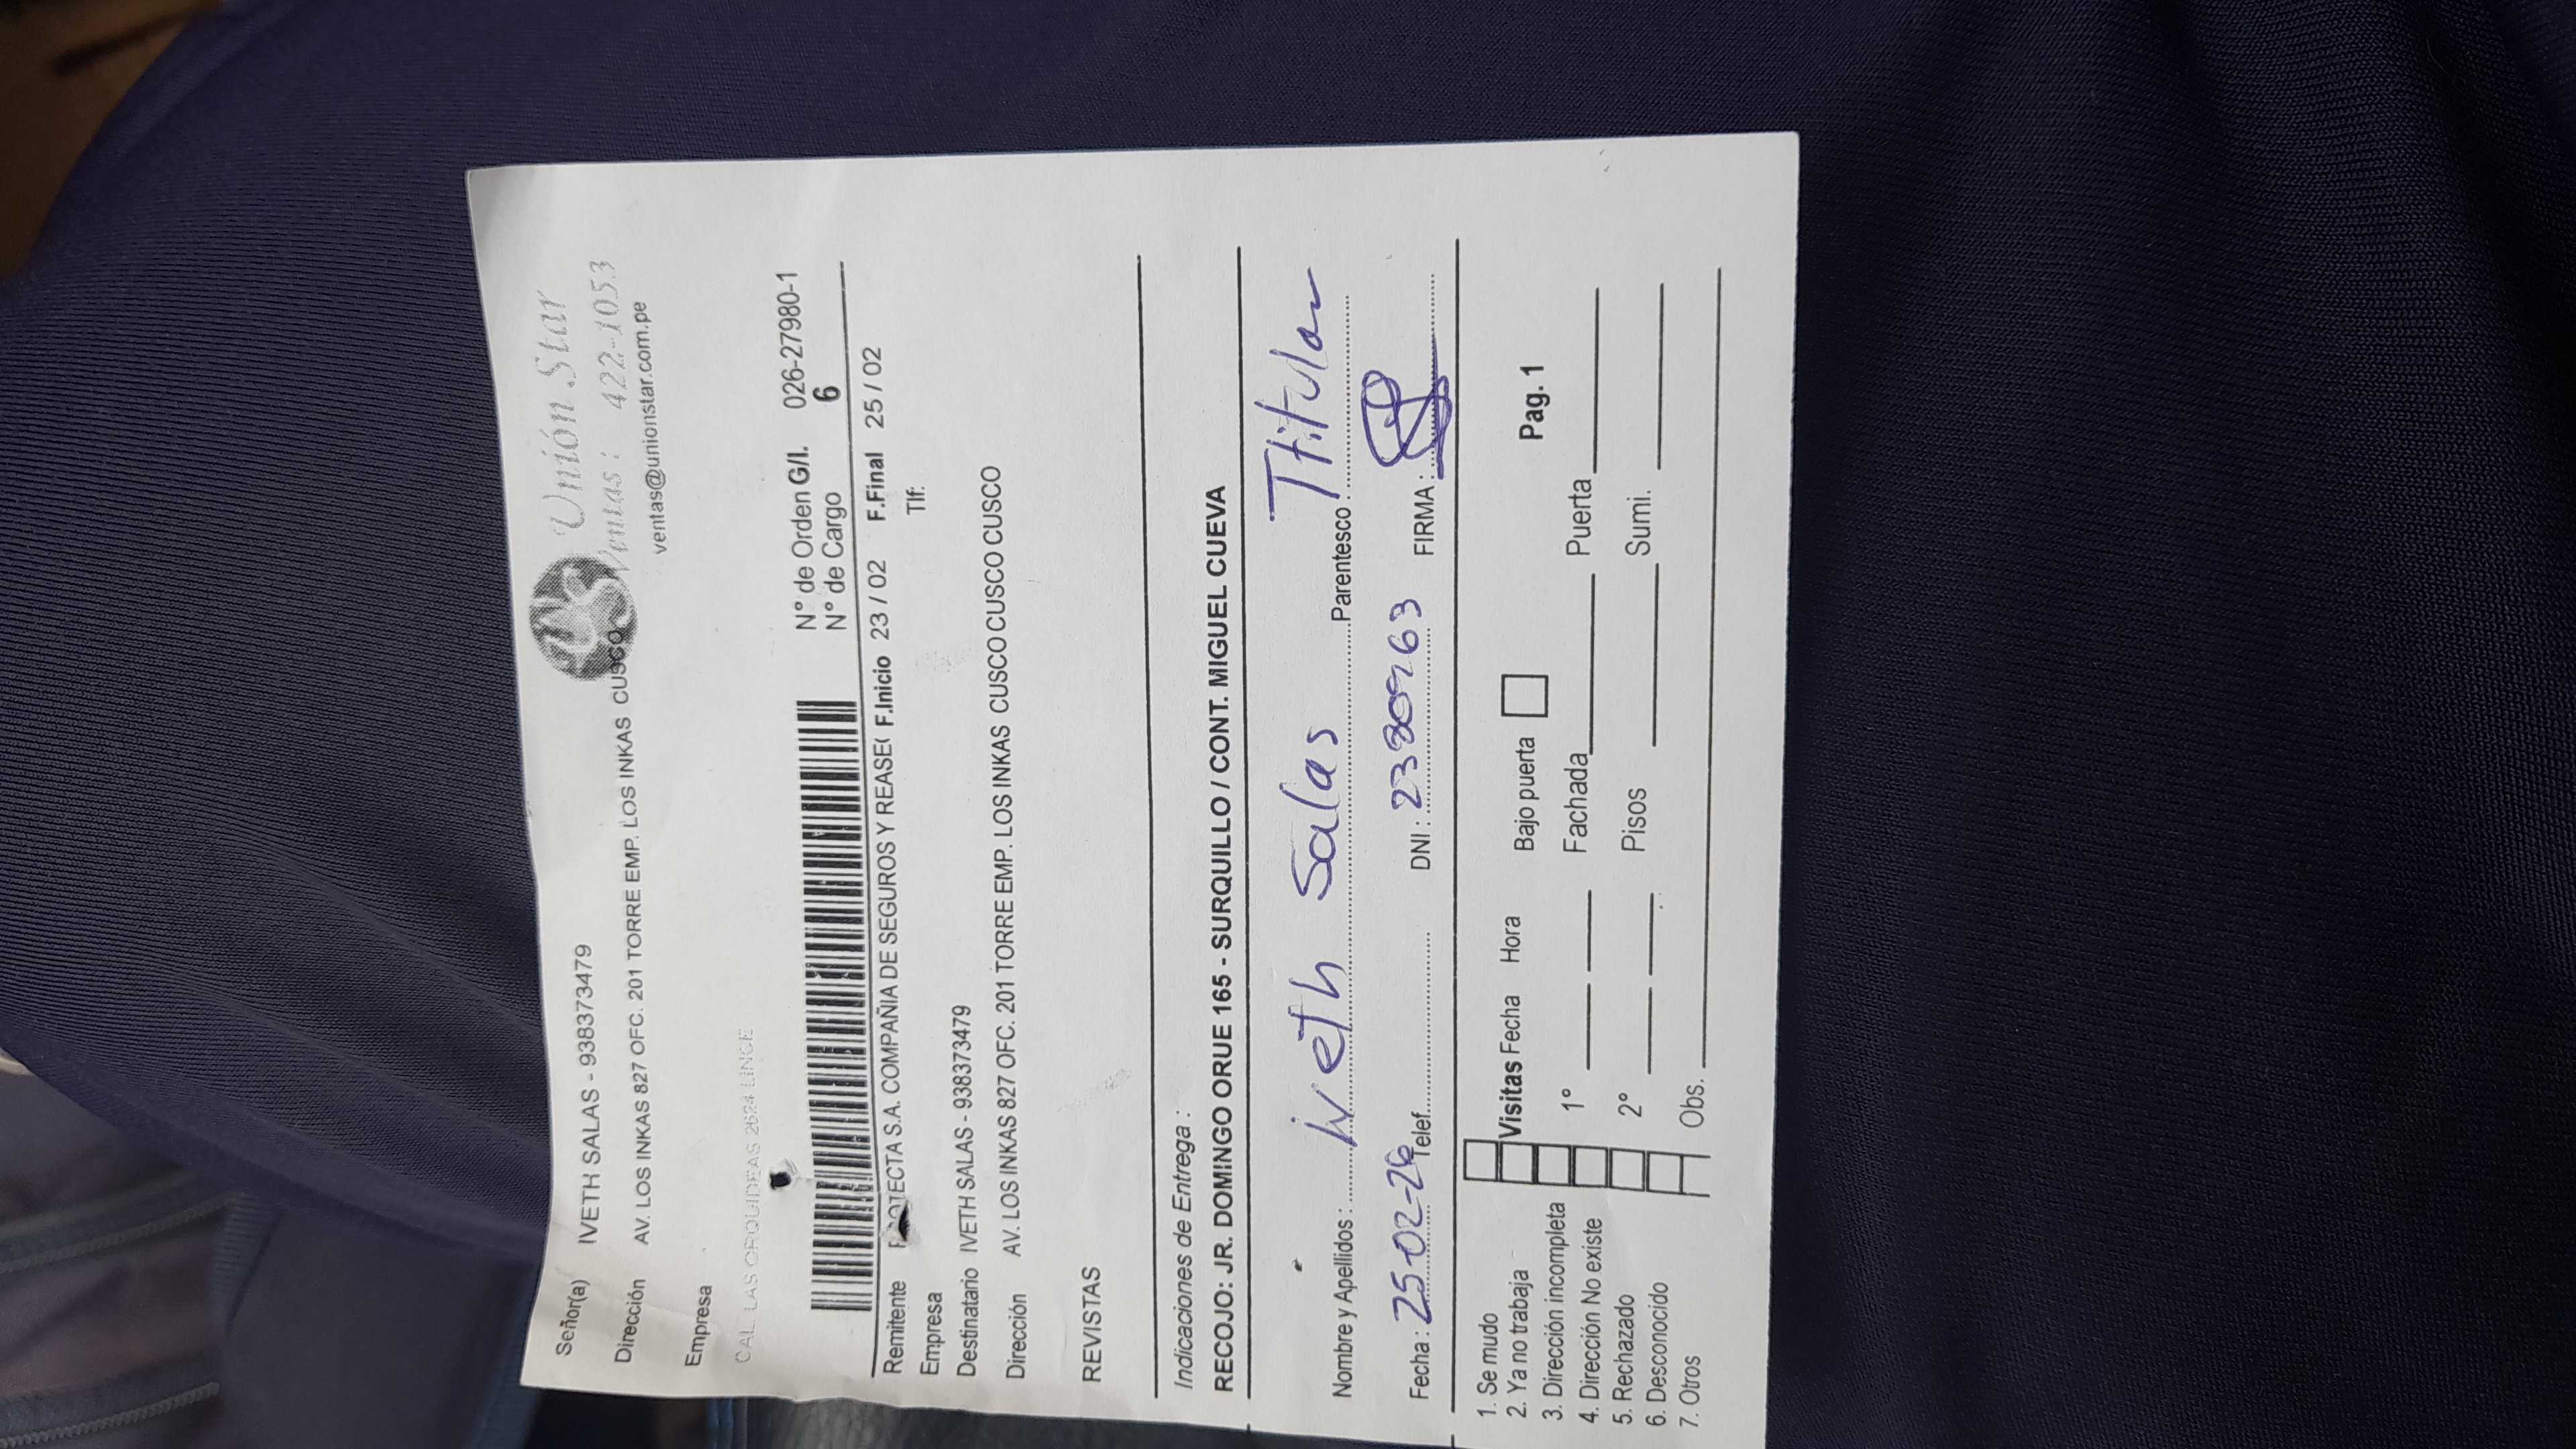 Unión Star
Ventas : 422-1053
ventas@unionstar.com.pe
Señor(a) IVETH SALAS - 938373479
Dirección AV. LOS INKAS 827 OFC. 201 TORRE EMP. LOS INKAS CUSCO
Empresa
CAL. LAS ORQUIDEAS 2624 LINCE
N° de Orden G/I. 026-27980-1
N° de Cargo 6
Remitente PROTECTA S.A. COMPAÑIA DE SEGUROS Y REASE( F.Inicio 23 / 02 F.Final 25 / 02
Empresa Tlf:
Destinatario IVETH SALAS - 938373479
Dirección AV. LOS INKAS 827 OFC. 201 TORRE EMP. LOS INKAS CUSCO CUSCO CUSCO
REVISTAS
Indicaciones de Entrega :
RECOJO: JR. DOMINGO ORUE 165 - SURQUILLO / CONT. MIGUEL CUEVA
Nombre y Apellidos : Iveth Salas Parentesco : Titular
Fecha : 25-02-26 Telef. DNI : FIRMA :
1. Se mudo
2. Ya no trabaja Visitas Fecha Hora Bajo puerta Pag. 1
3. Dirección incompleta 1° Fachada Puerta
4. Dirección No existe
5. Rechazado 2° Pisos Sumi.
6. Desconocido
7. Otros Obs.